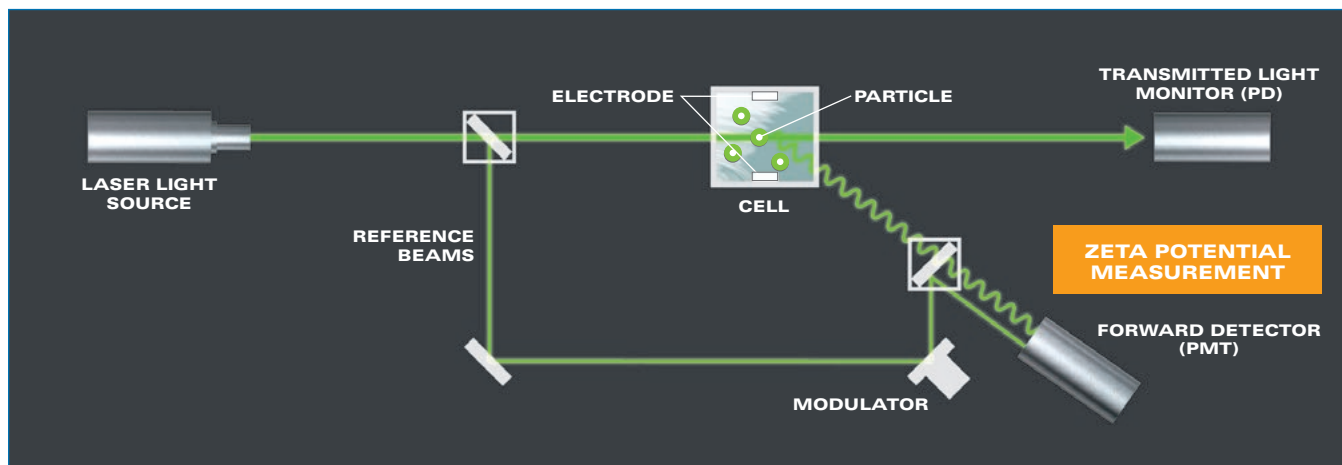 ELECTRODE
PARTICLE
TRANSMITTED LIGHT
MONITOR (PD)
LASER LIGHT
SOURCE
CELL
REFERENCE
BEAMS
ZETA POTENTIAL
MEASUREMENT
FORWARD DETECTOR
(PMT)
MODULATOR